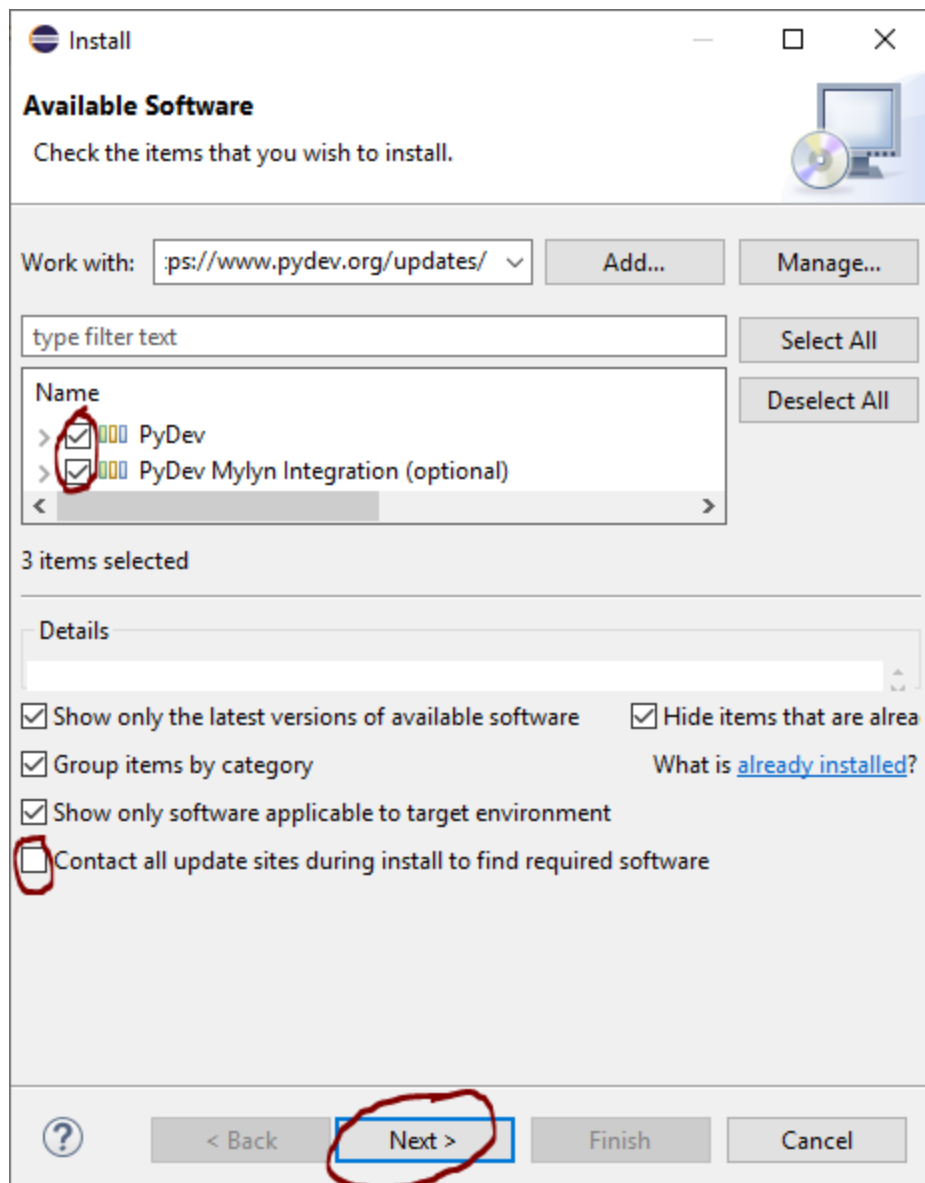 Install
Available Software
Check the items that you wish to install.
Work with: :ps://www.pydev.org/updates/ Add... Manage...
type filter text Select All
Name Deselect All
PyDev
PyDev Mylyn Integration (optional)
3 items selected
Details
Show only the latest versions of available software Hide items that are alrea
Group items by category What is already installed?
Show only software applicable to target environment
Contact all update sites during install to find required software
? < Back Next > Finish Cancel